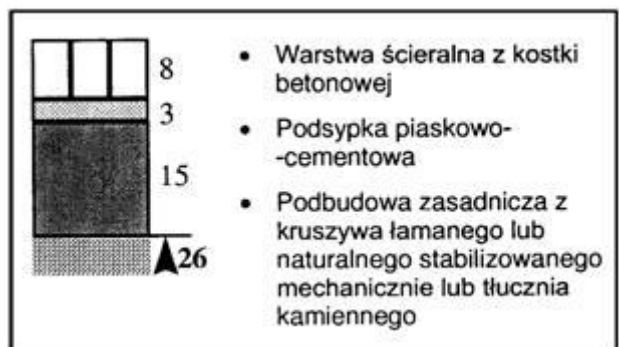 8
3
15
26
• Warstwa ścieralna z kostki
betonowej
• Podsypka piaskowo-
-cementowa
• Podbudowa zasadnicza z
kruszywa łamanego lub
naturalnego stabilizowanego
mechanicznie lub tłucznia
kamiennego